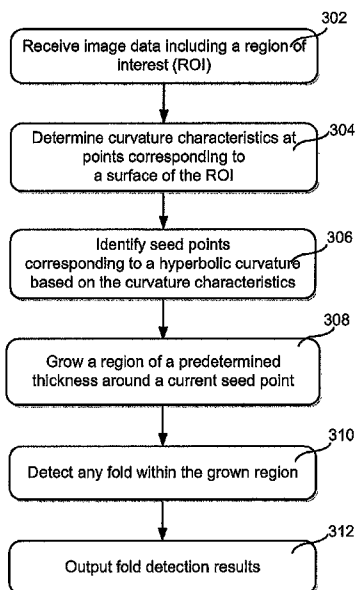 302
Receive image data including a region of
interest (ROI)
304
Determine curvature characteristics at
points corresponding to
a surface of the ROI
306
Identify seed points
corresponding to a hyperbolic curvature
based on the curvature characteristics
308
Grow a region of a predetermined
thickness around a current seed point
310
Detect any fold within the grown region
312
Output fold detection results